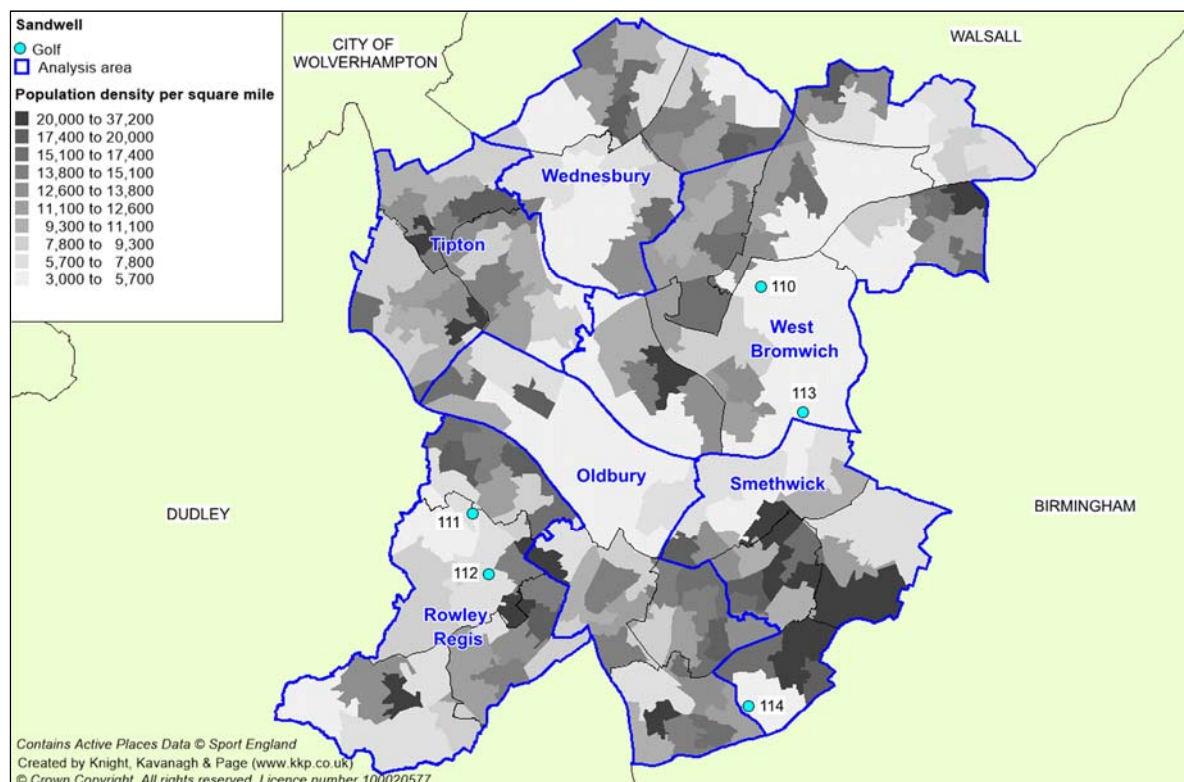 Sandwell
Golf
Analysis area
Population density per square mile
20,000 to 37,200
17,400 to 20,000
15,100 to 17,400
13,800 to 15,100
12,600 to 13,800
11,100 to 12,600
9,300 to 11,100
7,800 to 9,300
5,700 to 7,800
3,000 to 5,700
CITY OF
WOLVERHAMPTON
WALSALL
Wednesbury
Tipton
110
West
Bromwich
113
Oldbury
Smethwick
DUDLEY
111
BIRMINGHAM
112
Rowley
Regis
114
Contains Active Places Data © Sport England
Created by Knight, Kavanagh & Page (www.kkp.co.uk)
© Crown Copyright. All rights reserved. Licence number 100020577